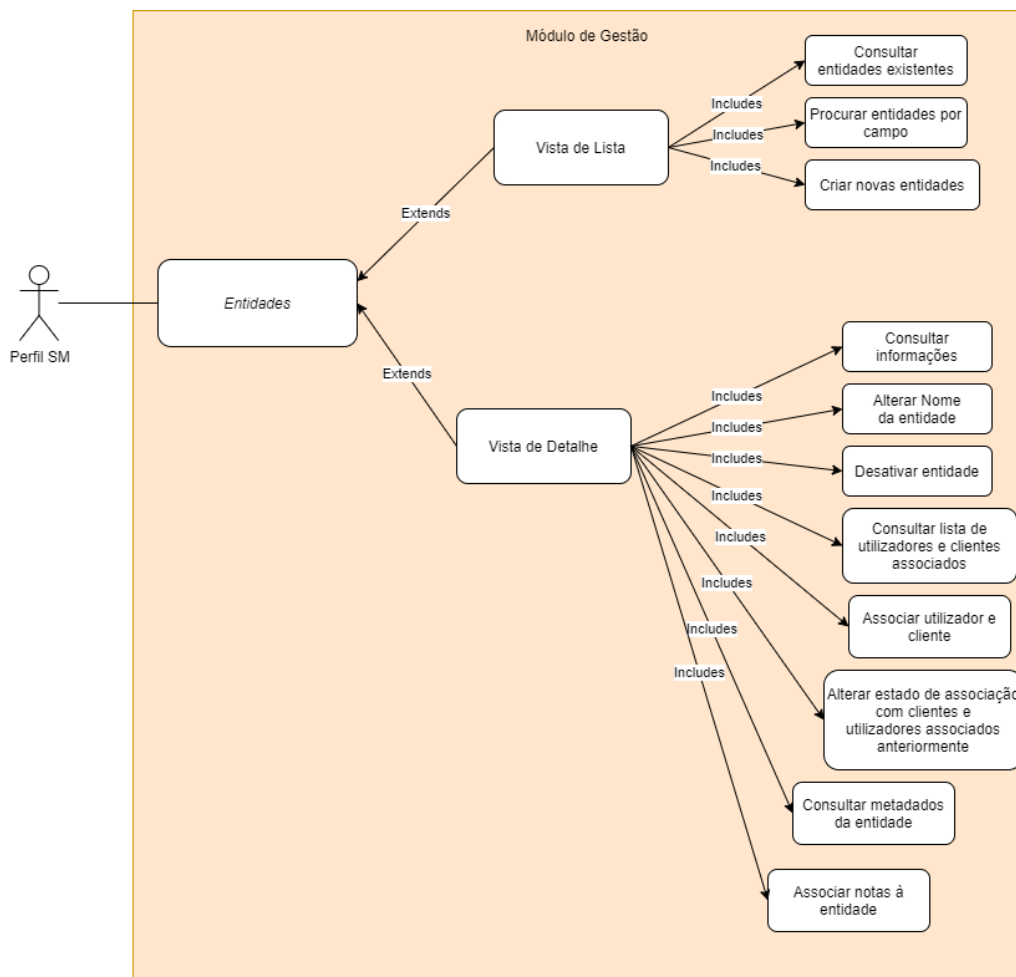 Módulo de Gestão
Consultar
entidades existentes
Includes
Procurar entidades por
campo
Includes
Vista de Lista
Includes
Criar novas entidades
Extends
Entidades
Perfil SM
Consultar
informações
Extends
Includes
Alterar Nome
da entidade
Includes
Vista de Detalhe
Includes
Desativar entidade
Includes
Consultar lista de
utilizadores e clientes
associados
Includes
Associar utilizador e
cliente
Includes
Alterar estado de associação
com clientes e
utilizadores associados
anteriormente
Includes
Includes
Consultar metadados
da entidade
Associar notas à
entidade